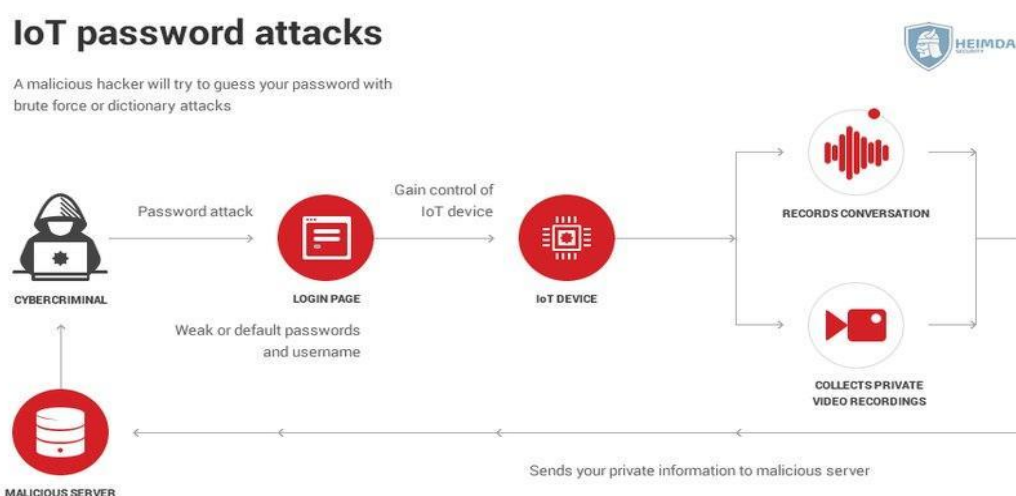 IoT password attacks
HEIMDA
SECURITY
A malicious hacker will try to guess your password with
brute force or dictionary attacks
Gain control of
IoT device
Password attack
RECORDS CONVERSATION
CYBERCRIMINAL
LOGIN PAGE
IoT DEVICE
Weak or default passwords
and username
COLLECTS PRIVATE
VIDEO RECORDINGS
Sends your private information to malicious server
MALICIOUS SERVER